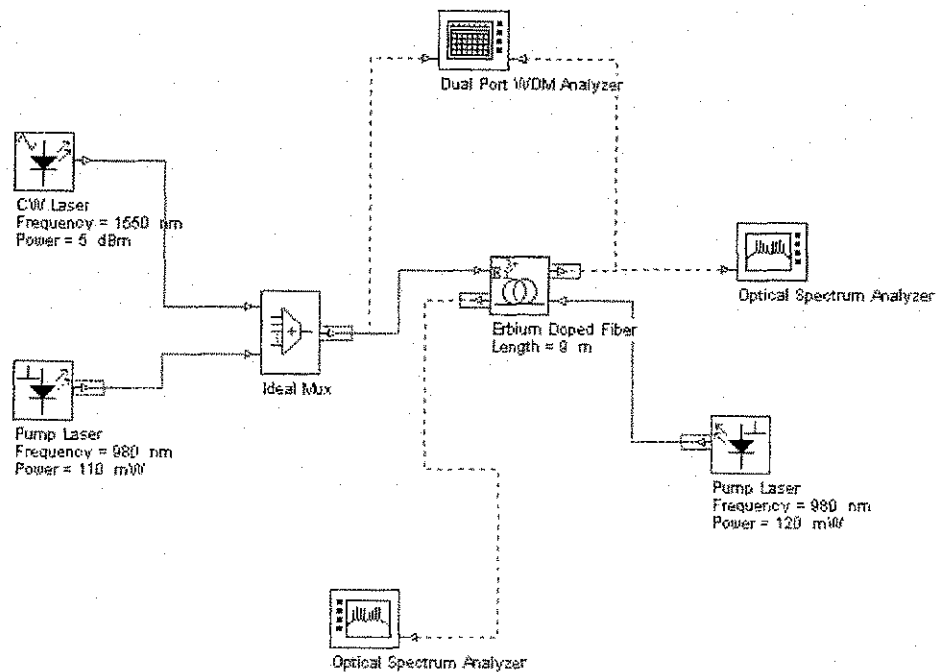 Dual Port WDM Analyzer
CW Laser
Frequency = 1550 nm
Power = 5 dBm
Optical Spectrum Analyzer
Erbium Doped Fiber
Length = 9 m
Ideal Mux
Pump Laser
Frequency = 980 nm
Power = 110 mW
Pump Laser
Frequency = 980 nm
Power = 120 mW
Optical Spectrum Analyzer